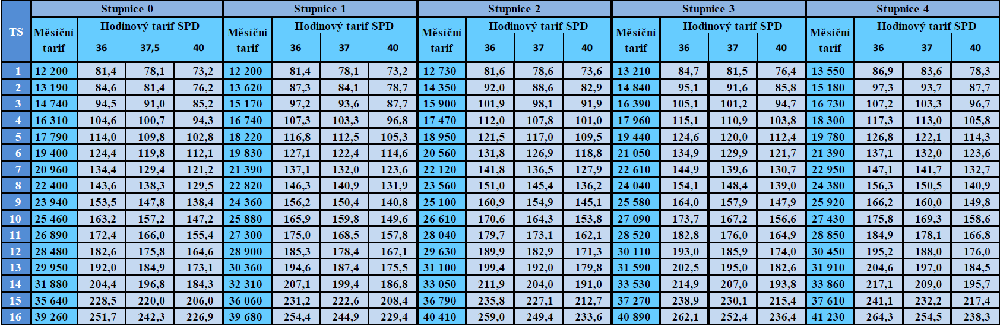 Stupnice 0 Stupnice 1 Stupnice 2 Stupnice 3 Stupnice 4
TS Měsíční tarif Hodinový tarif SPD Měsíční tarif Hodinový tarif SPD Měsíční tarif Hodinový tarif SPD Měsíční tarif Hodinový tarif SPD Měsíční tarif Hodinový tarif SPD
36 37,5 40 36 37 40 36 37 40 36 37 40 36 37 40
1 12 200 81,4 78,1 73,2 12 200 81,4 78,1 73,2 12 730 81,6 78,6 73,6 13 210 84,7 81,5 76,4 13 550 86,9 83,6 78,3
2 13 190 84,6 81,4 76,2 13 620 87,3 84,1 78,7 14 350 92,0 88,6 82,9 14 840 95,1 91,6 85,8 15 180 97,3 93,7 87,7
3 14 740 94,5 91,0 85,2 15 170 97,2 93,6 87,7 15 900 101,9 98,1 91,9 16 390 105,1 101,2 94,7 16 730 107,2 103,3 96,7
4 16 310 104,6 100,7 94,3 16 740 107,3 103,3 96,8 17 470 112,0 107,8 101,0 17 960 115,1 110,9 103,8 18 300 117,3 113,0 105,8
5 17 790 114,0 109,8 102,8 18 220 116,8 112,5 105,3 18 950 121,5 117,0 109,5 19 440 124,6 120,0 112,4 19 780 126,8 122,1 114,3
6 19 400 124,4 119,8 112,1 19 830 127,1 122,4 114,6 20 560 131,8 126,9 118,8 21 050 134,9 129,9 121,7 21 390 137,1 132,0 123,6
7 20 960 134,4 129,4 121,2 21 390 137,1 132,0 123,6 22 120 141,8 136,5 127,9 22 610 144,9 139,6 130,7 22 950 147,1 141,7 132,7
8 22 400 143,6 138,3 129,5 22 820 146,3 140,9 131,9 23 560 151,0 145,4 136,2 24 040 154,1 148,4 139,0 24 380 156,3 150,5 140,9
9 23 940 153,5 147,8 138,4 24 360 156,2 150,4 140,8 25 100 160,9 154,9 145,1 25 580 164,0 157,9 147,9 25 920 166,2 160,0 149,8
10 25 460 163,2 157,2 147,2 25 880 165,9 159,8 149,6 26 610 170,6 164,3 153,8 27 090 173,7 167,2 156,6 27 430 175,8 169,3 158,6
11 26 890 172,4 166,0 155,4 27 300 175,0 168,5 157,8 28 040 179,7 173,1 162,1 28 520 182,8 176,0 164,9 28 850 184,9 178,1 166,8
12 28 480 182,6 175,8 164,6 28 900 185,3 178,4 167,1 29 630 189,9 182,9 171,3 30 110 193,0 185,9 174,0 30 450 195,2 188,0 176,0
13 29 950 192,0 184,9 173,1 30 360 194,6 187,4 175,5 31 100 199,4 192,0 179,8 31 590 202,5 195,0 182,6 31 910 204,6 197,0 184,5
14 31 880 204,4 196,8 184,3 32 310 207,1 199,4 186,8 33 050 211,9 204,0 191,0 33 530 214,9 207,0 193,8 33 860 217,1 209,0 195,7
15 35 640 228,5 220,0 206,0 36 060 231,2 222,6 208,4 36 790 235,8 227,1 212,7 37 270 238,9 230,1 215,4 37 610 241,1 232,2 217,4
16 39 260 251,7 242,3 226,9 39 680 254,4 244,9 229,4 40 410 259,0 249,4 233,6 40 890 262,1 252,4 236,4 41 230 264,3 254,5 238,3